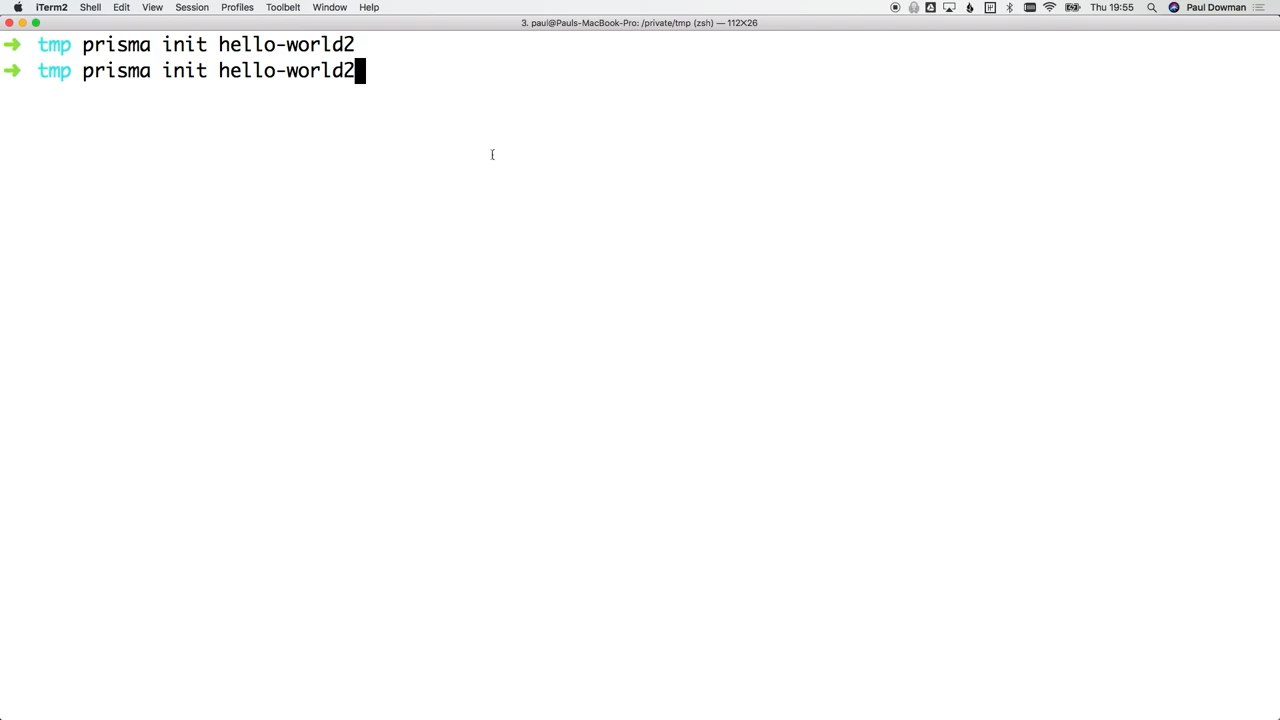 iTerm2 Shell Edit View Session Profiles Toolbelt Window Help Thu 19:55 Paul Dowman
3. paul@Pauls-MacBook-Pro: /private/tmp (zsh) — 112×26
➜ tmp prisma init hello-world2
➜ tmp prisma init hello-world2